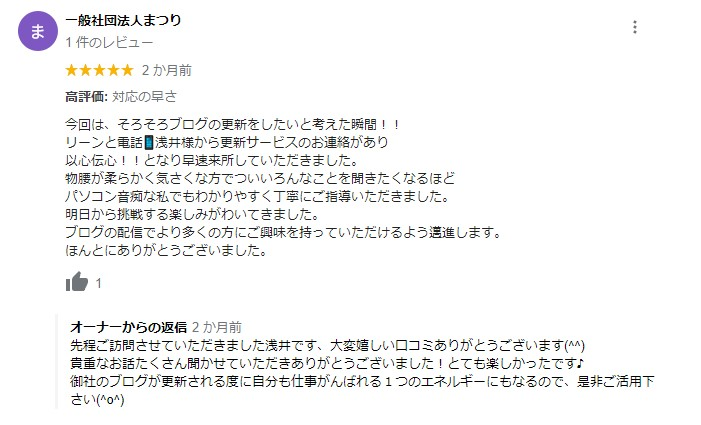 ま
一般社団法人まつり
1 件のレビュー
★★★★★ 2 か月前
高評価: 対応の早さ
今回は、そろそろブログの更新をしたいと考えた瞬間！！
リーンと電話📱浅井様から更新サービスのお連絡があり
以心伝心！！となり早速来所していただきました。
物腰が柔らかく気さくな方でついいろんなことを聞きたくなるほど
パソコン音痴な私でもわかりやすく丁寧にご指導いただきました。
明日から挑戦する楽しみがわいてきました。
ブログの配信でより多くの方にご興味を持っていただけるよう邁進します。
ほんとにありがとうございました。
1
オーナーからの返信 2 か月前
先程ご訪問させていただきました浅井です、大変嬉しい口コミありがとうございます(^^)
貴重なお話たくさん聞かせていただきありがとうございました！とても楽しかったです♪
御社のブログが更新される度に自分も仕事がんばれる１つのエネルギーにもなるので、是非ご活用下
さい(^o^)